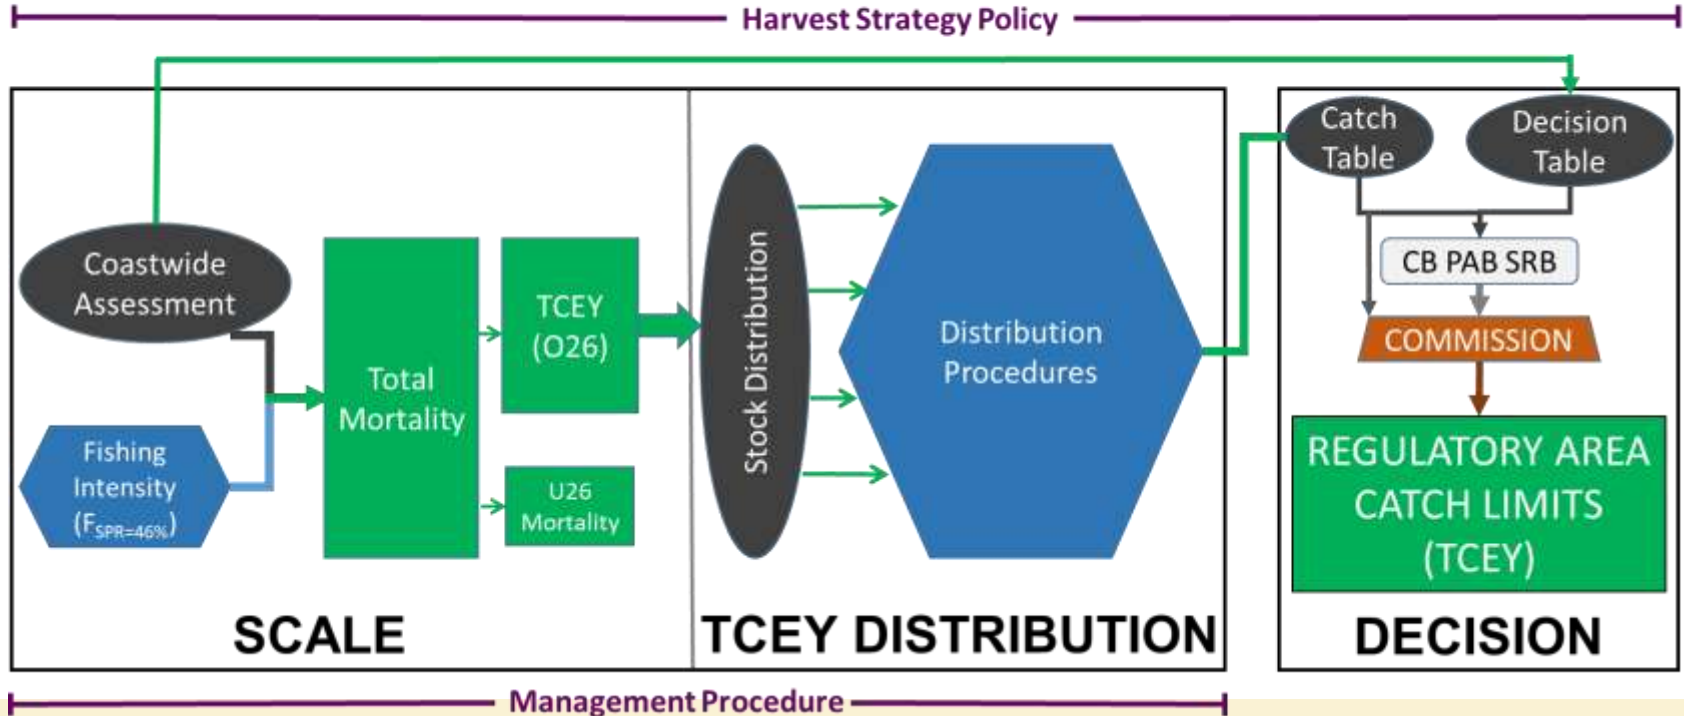 Harvest Strategy Policy
Coastwide
Assessment
Fishing
Intensity
(FSPR=46%)
Total
Mortality
TCEY
(O26)
U26
Mortality
SCALE
Stock Distribution
Distribution
Procedures
TCEY DISTRIBUTION
Catch
Table
Decision
Table
CB PAB SRB
COMMISSION
REGULATORY AREA
CATCH LIMITS
(TCEY)
DECISION
Management Procedure